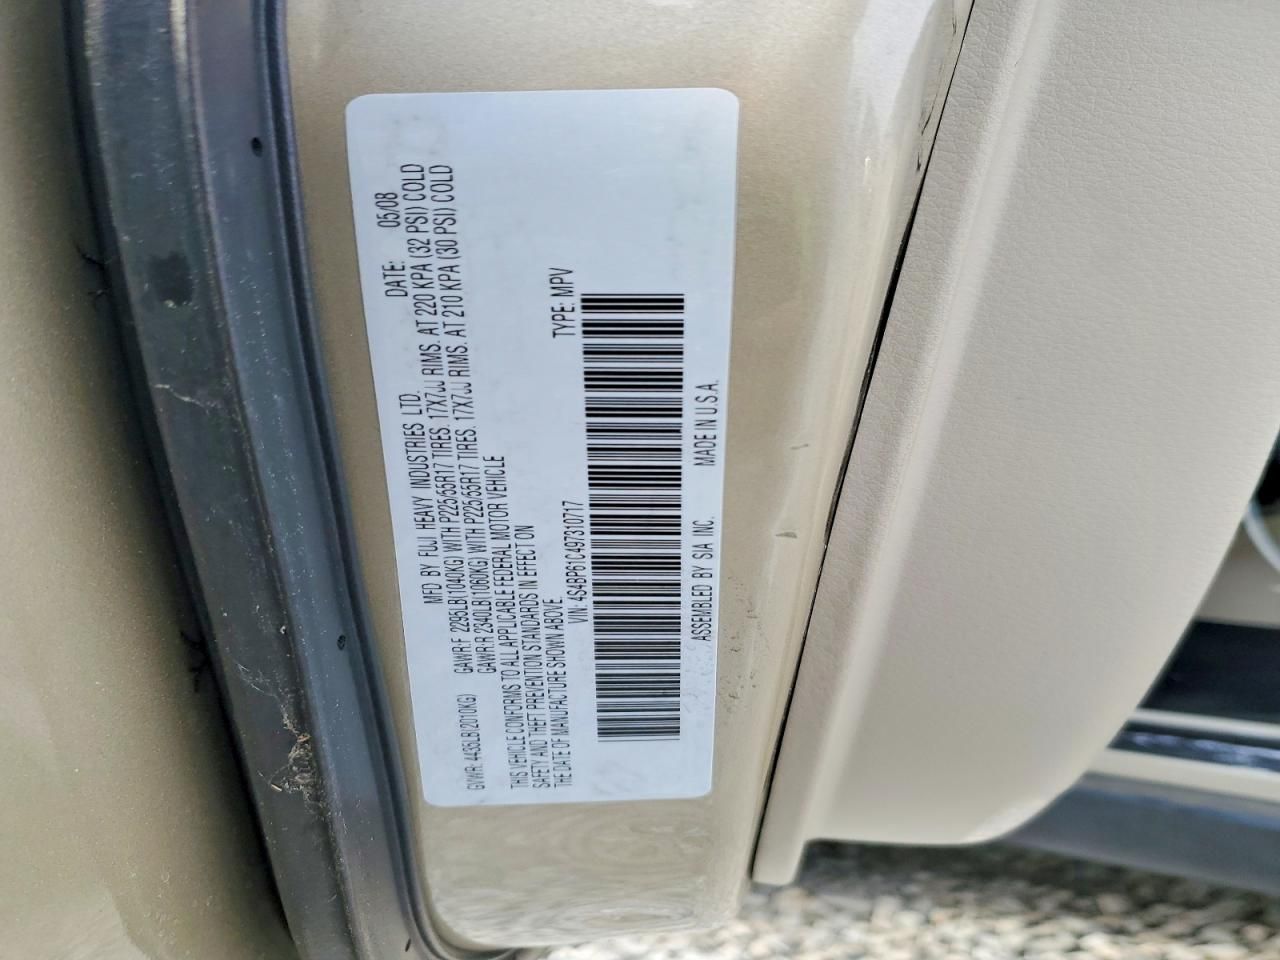 MFD BY FUJI HEAVY INDUSTRIES LTD. DATE: 05/08
GVWR: 4435LB(2010KG) GAWR:F 2295LB(1040KG) WITH P225/55R17 TIRES. 17X7JJ RIMS. AT 220 KPA (32 PSI) COLD
GAWR:R 2340LB(1060KG) WITH P225/55R17 TIRES. 17X7JJ RIMS. AT 210 KPA (30 PSI) COLD
THIS VEHICLE CONFORMS TO ALL APPLICABLE FEDERAL MOTOR VEHICLE
SAFETY AND THEFT PREVENTION STANDARDS IN EFFECT ON
THE DATE OF MANUFACTURE SHOWN ABOVE.
VIN: 4S4BP61C497310717 TYPE: MPV
ASSEMBLED BY SIA INC. MADE IN U.S.A.